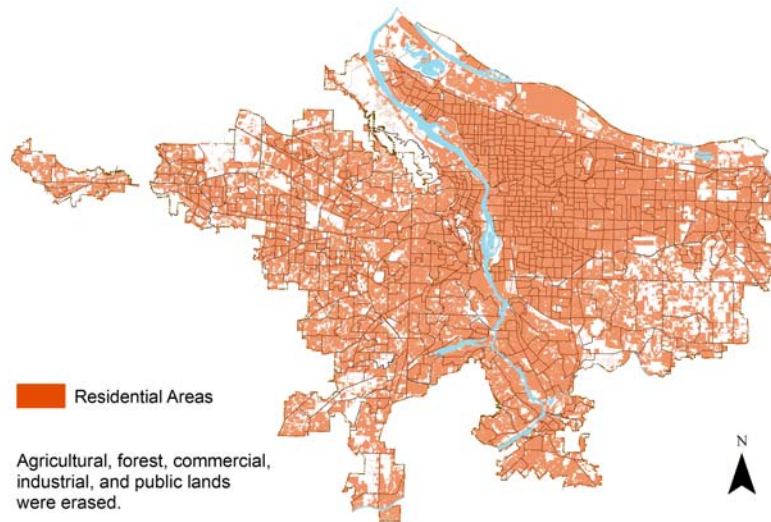 Residential Areas
Agricultural, forest, commercial,
industrial, and public lands
were erased.
N